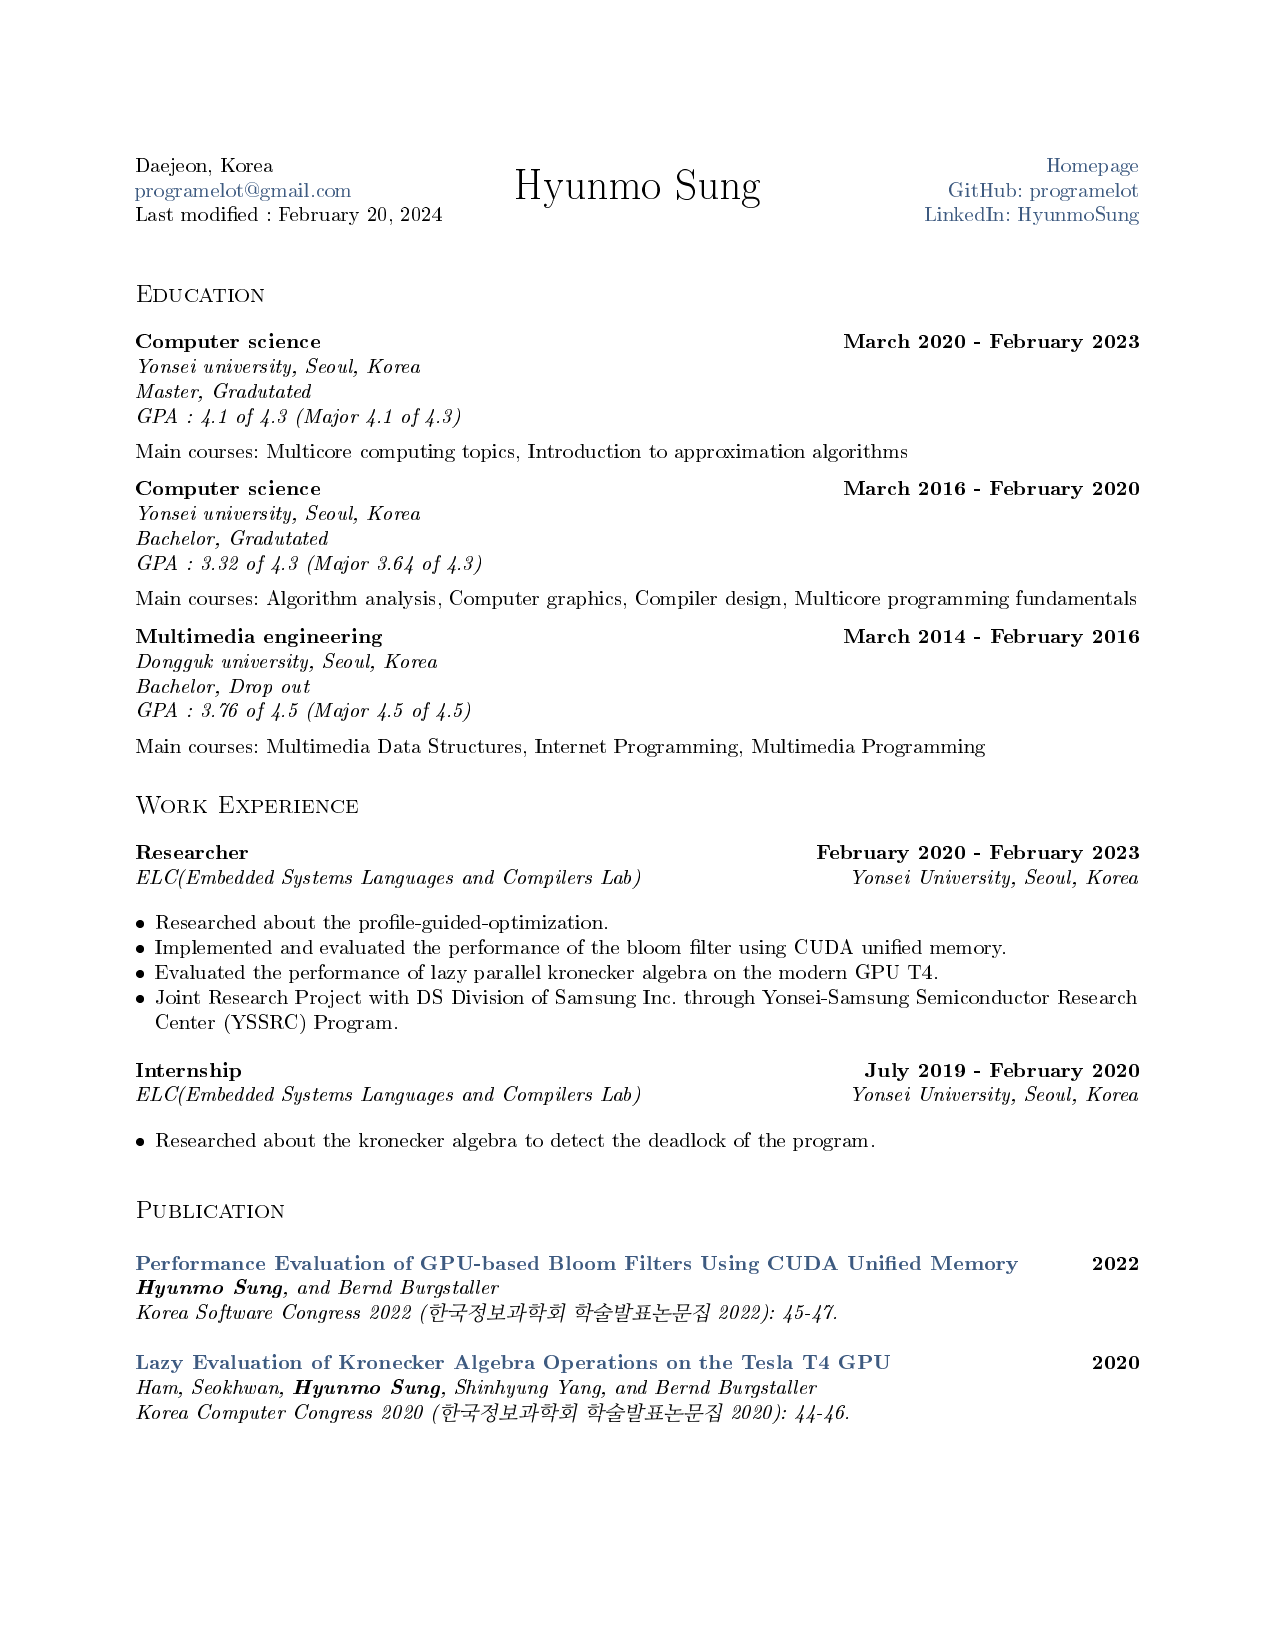 Daejeon, Korea
programelot@gmail.com
Last modified : February 20, 2024
Hyunmo Sung
Homepage
GitHub: programelot
LinkedIn: HyunmoSung
Education
Computer science March 2020 - February 2023
Yonsei university, Seoul, Korea
Master, Gradutated
GPA : 4.1 of 4.3 (Major 4.1 of 4.3)
Main courses: Multicore computing topics, Introduction to approximation algorithms
Computer science March 2016 - February 2020
Yonsei university, Seoul, Korea
Bachelor, Gradutated
GPA : 3.32 of 4.3 (Major 3.64 of 4.3)
Main courses: Algorithm analysis, Computer graphics, Compiler design, Multicore programming fundamentals
Multimedia engineering March 2014 - February 2016
Dongguk university, Seoul, Korea
Bachelor, Drop out
GPA : 3.76 of 4.5 (Major 4.5 of 4.5)
Main courses: Multimedia Data Structures, Internet Programming, Multimedia Programming
Work Experience
Researcher February 2020 - February 2023
ELC(Embedded Systems Languages and Compilers Lab) Yonsei University, Seoul, Korea
• Researched about the profile-guided-optimization.
• Implemented and evaluated the performance of the bloom filter using CUDA unified memory.
• Evaluated the performance of lazy parallel kronecker algebra on the modern GPU T4.
• Joint Research Project with DS Division of Samsung Inc. through Yonsei-Samsung Semiconductor Research
Center (YSSRC) Program.
Internship July 2019 - February 2020
ELC(Embedded Systems Languages and Compilers Lab) Yonsei University, Seoul, Korea
• Researched about the kronecker algebra to detect the deadlock of the program.
Publication
Performance Evaluation of GPU-based Bloom Filters Using CUDA Unified Memory 2022
Hyunmo Sung, and Bernd Burgstaller
Korea Software Congress 2022 (한국정보과학회 학술발표논문집 2022): 45-47.
Lazy Evaluation of Kronecker Algebra Operations on the Tesla T4 GPU 2020
Ham, Seokhwan, Hyunmo Sung, Shinhyung Yang, and Bernd Burgstaller
Korea Computer Congress 2020 (한국정보과학회 학술발표논문집 2020): 44-46.